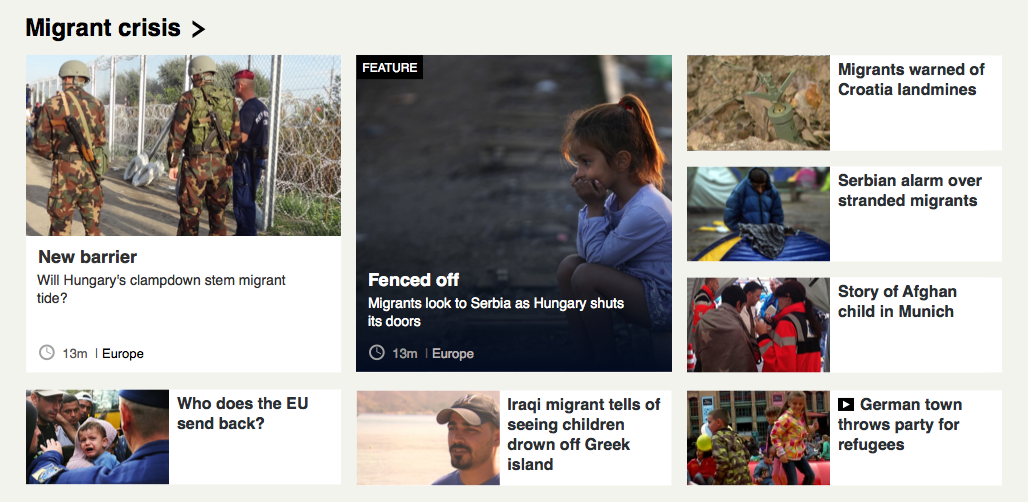 Migrant crisis >
New barrier
Will Hungary's clampdown stem migrant
tide?
13m | Europe
FEATURE
Fenced off
Migrants look to Serbia as Hungary shuts
its doors
13m | Europe
Migrants warned of
Croatia landmines
Serbian alarm over
stranded migrants
Story of Afghan
child in Munich
Who does the EU
send back?
Iraqi migrant tells of
seeing children
drown off Greek
island
German town
throws party for
refugees